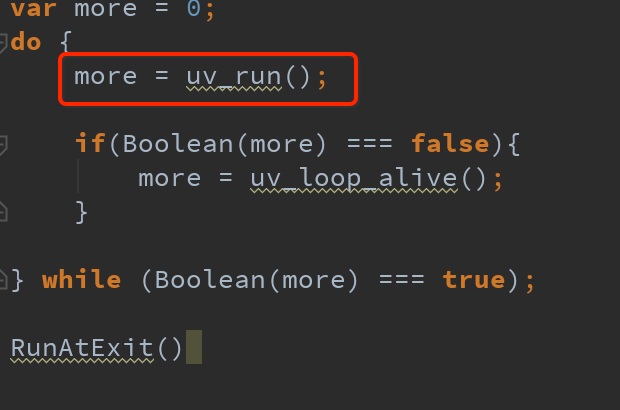 var more = 0;
do {
more = uv_run();
if(Boolean(more) === false){
more = uv_loop_alive();
}
} while (Boolean(more) === true);
RunAtExit()